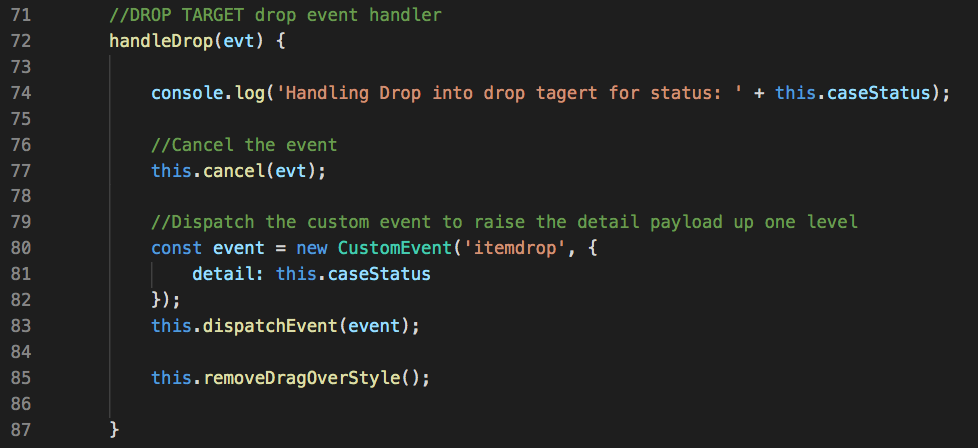 71 //DROP TARGET drop event handler
72 handleDrop(evt) {
73
74 console.log('Handling Drop into drop tagert for status: ' + this.caseStatus);
75
76 //Cancel the event
77 this.cancel(evt);
78
79 //Dispatch the custom event to raise the detail payload up one level
80 const event = new CustomEvent('itemdrop', {
81 detail: this.caseStatus
82 });
83 this.dispatchEvent(event);
84
85 this.removeDragOverStyle();
86
87 }